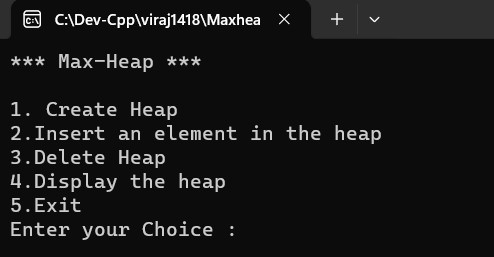 C:\Dev-Cpp\viraj1418\Maxhea
*** Max-Heap ***
1. Create Heap
2.Insert an element in the heap
3.Delete Heap
4.Display the heap
5.Exit
Enter your Choice :